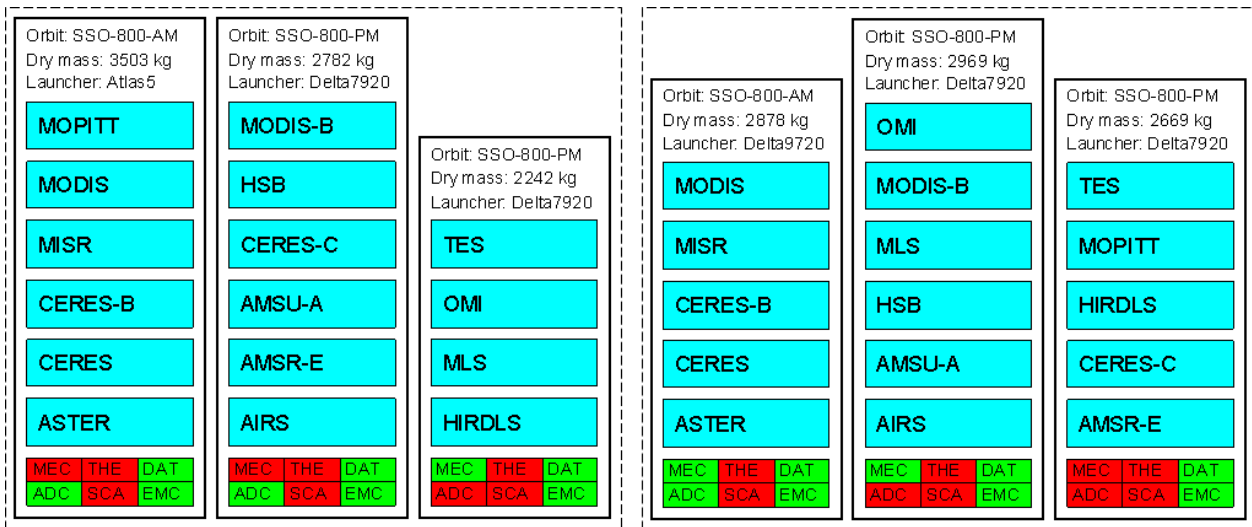 Orbit: SSO-800-AM
Dry mass: 3503 kg
Launcher: Atlas5
MOPITT
MODIS
MISR
CERES-B
CERES
ASTER
MEC THE DAT
ADC SCA EMC
Orbit: SSO-800-PM
Dry mass: 2782 kg
Launcher: Delta7920
MODIS-B
HSB
CERES-C
AMSU-A
AMSR-E
AIRS
MEC THE DAT
ADC SCA EMC
Orbit: SSO-800-PM
Dry mass: 2242 kg
Launcher: Delta7920
TES
OMI
MLS
HIRDLS
MEC THE DAT
ADC SCA EMC
Orbit: SSO-800-AM
Dry mass: 2878 kg
Launcher: Delta9720
MODIS
MISR
CERES-B
CERES
ASTER
MEC THE DAT
ADC SCA EMC
Orbit: SSO-800-PM
Dry mass: 2969 kg
Launcher: Delta7920
OMI
MODIS-B
MLS
HSB
AMSU-A
AIRS
MEC THE DAT
ADC SCA EMC
Orbit: SSO-800-PM
Dry mass: 2669 kg
Launcher: Delta7920
TES
MOPITT
HIRDLS
CERES-C
AMSR-E
MEC THE DAT
ADC SCA EMC